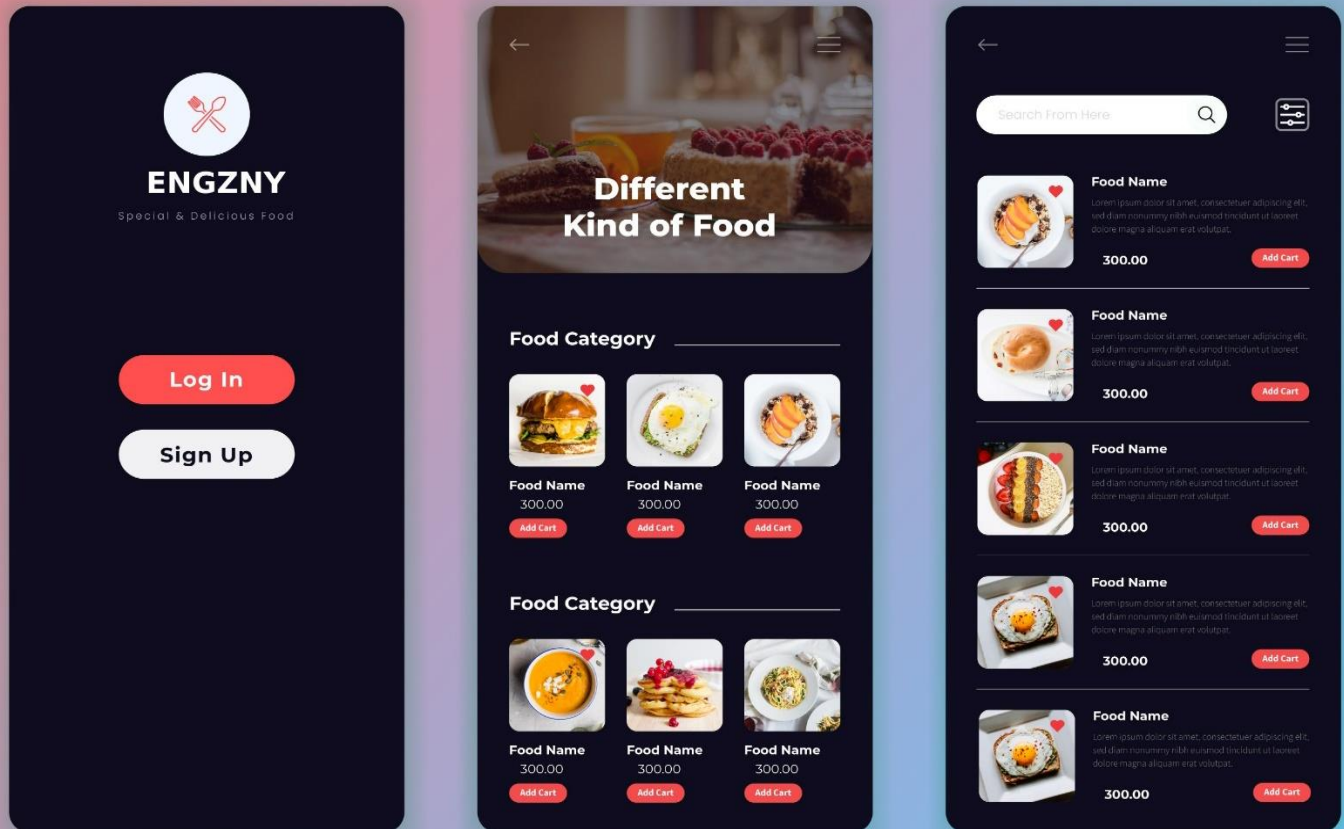 ENGZNY
Special & Delicious Food
Log In
Sign Up
Different
Kind of Food
Food Category
Food Name Food Name Food Name
300.00 300.00 300.00
Add Cart Add Cart Add Cart
Food Category
Food Name Food Name Food Name
300.00 300.00 300.00
Add Cart Add Cart Add Cart
Search From Here
Food Name
Lorem ipsum dolor sit amet, consectetuer adipiscing elit,
sed diam nonummy nibh euismod tincidunt ut laoreet
dolore magna aliquam erat volutpat.
300.00 Add Cart
Food Name
Lorem ipsum dolor sit amet, consectetuer adipiscing elit,
sed diam nonummy nibh euismod tincidunt ut laoreet
dolore magna aliquam erat volutpat.
300.00 Add Cart
Food Name
Lorem ipsum dolor sit amet, consectetuer adipiscing elit,
sed diam nonummy nibh euismod tincidunt ut laoreet
dolore magna aliquam erat volutpat.
300.00 Add Cart
Food Name
Lorem ipsum dolor sit amet, consectetuer adipiscing elit,
sed diam nonummy nibh euismod tincidunt ut laoreet
dolore magna aliquam erat volutpat.
300.00 Add Cart
Food Name
Lorem ipsum dolor sit amet, consectetuer adipiscing elit,
sed diam nonummy nibh euismod tincidunt ut laoreet
dolore magna aliquam erat volutpat.
300.00 Add Cart